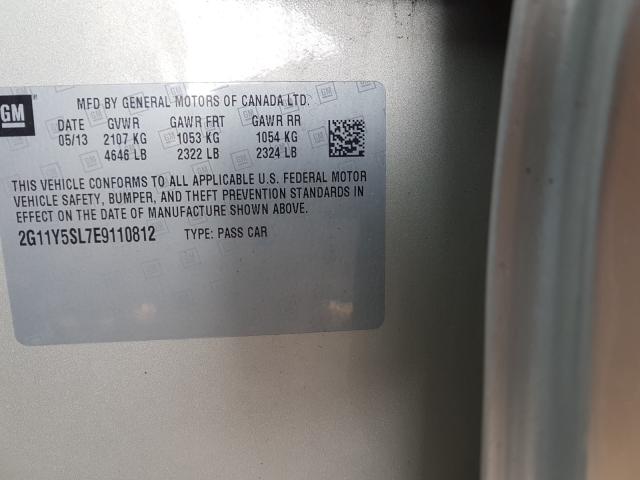 GM
MFD BY GENERAL MOTORS OF CANADA LTD.
DATE GVWR GAWR FRT GAWR RR
05/13 2107 KG 1053 KG 1054 KG
4646 LB 2322 LB 2324 LB
THIS VEHICLE CONFORMS TO ALL APPLICABLE U.S. FEDERAL MOTOR
VEHICLE SAFETY, BUMPER, AND THEFT PREVENTION STANDARDS IN
EFFECT ON THE DATE OF MANUFACTURE SHOWN ABOVE.
2G11Y5SL7E9110812 TYPE: PASS CAR